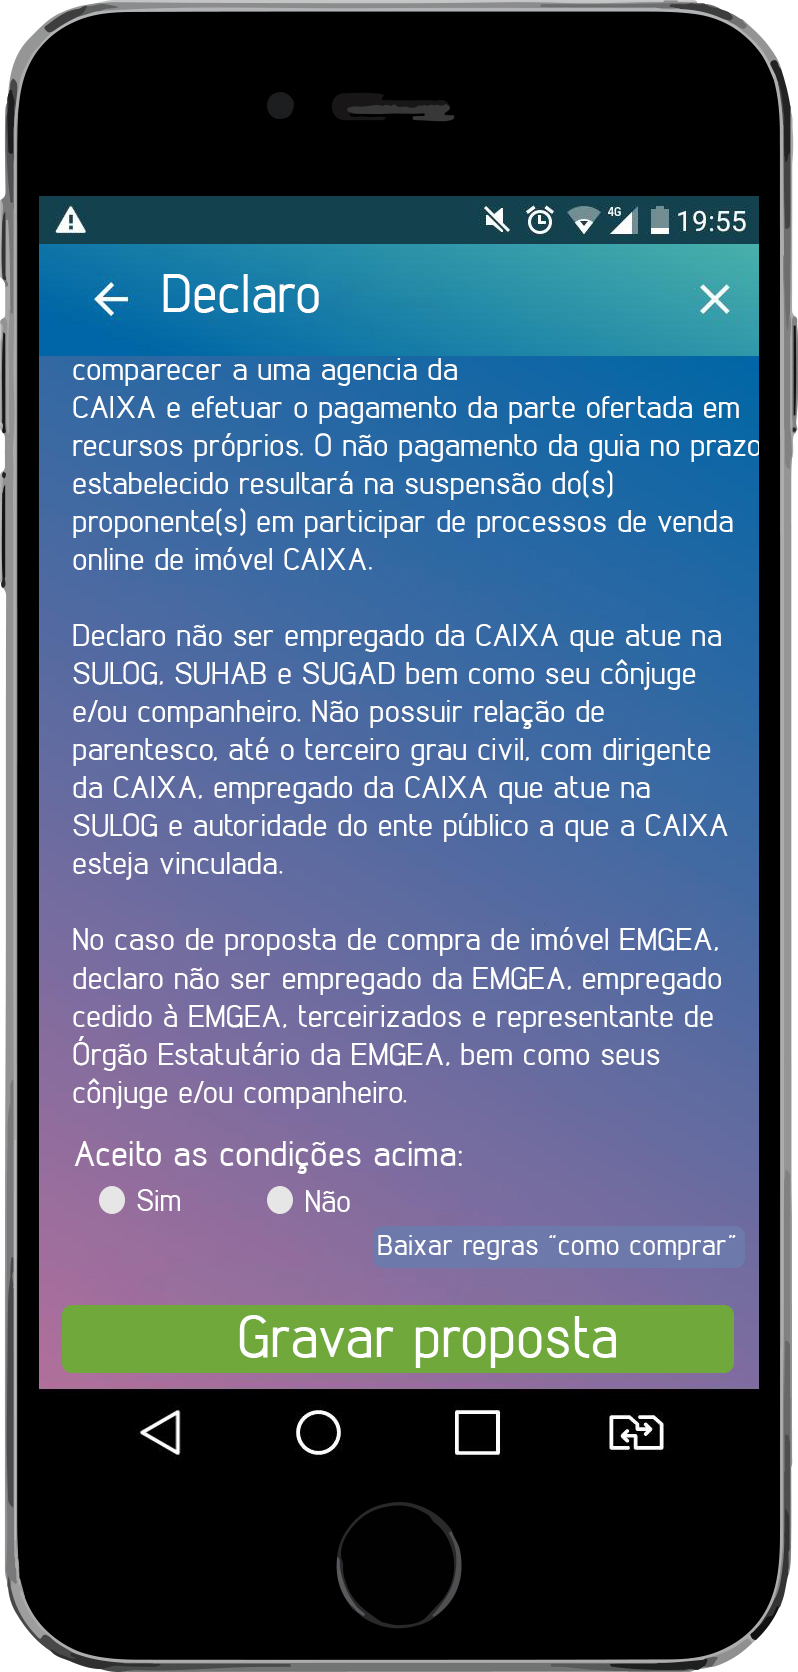 4G 19:55
Declaro
comparecer a uma agencia da
CAIXA e efetuar o pagamento da parte ofertada em
recursos próprios. O não pagamento da guia no prazo
estabelecido resultará na suspensão do(s)
proponente(s) em participar de processos de venda
online de imóvel CAIXA.
Declaro não ser empregado da CAIXA que atue na
SULOG, SUHAB e SUGAD bem como seu cônjuge
e/ou companheiro. Não possuir relação de
parentesco, até o terceiro grau civil, com dirigente
da CAIXA, empregado da CAIXA que atue na
SULOG e autoridade do ente público a que a CAIXA
esteja vinculada.
No caso de proposta de compra de imóvel EMGEA,
declaro não ser empregado da EMGEA, empregado
cedido à EMGEA, terceirizados e representante de
Órgão Estatutário da EMGEA, bem como seus
cônjuge e/ou companheiro.
Aceito as condições acima:
Sim Não
Baixar regras "como comprar"
Gravar proposta